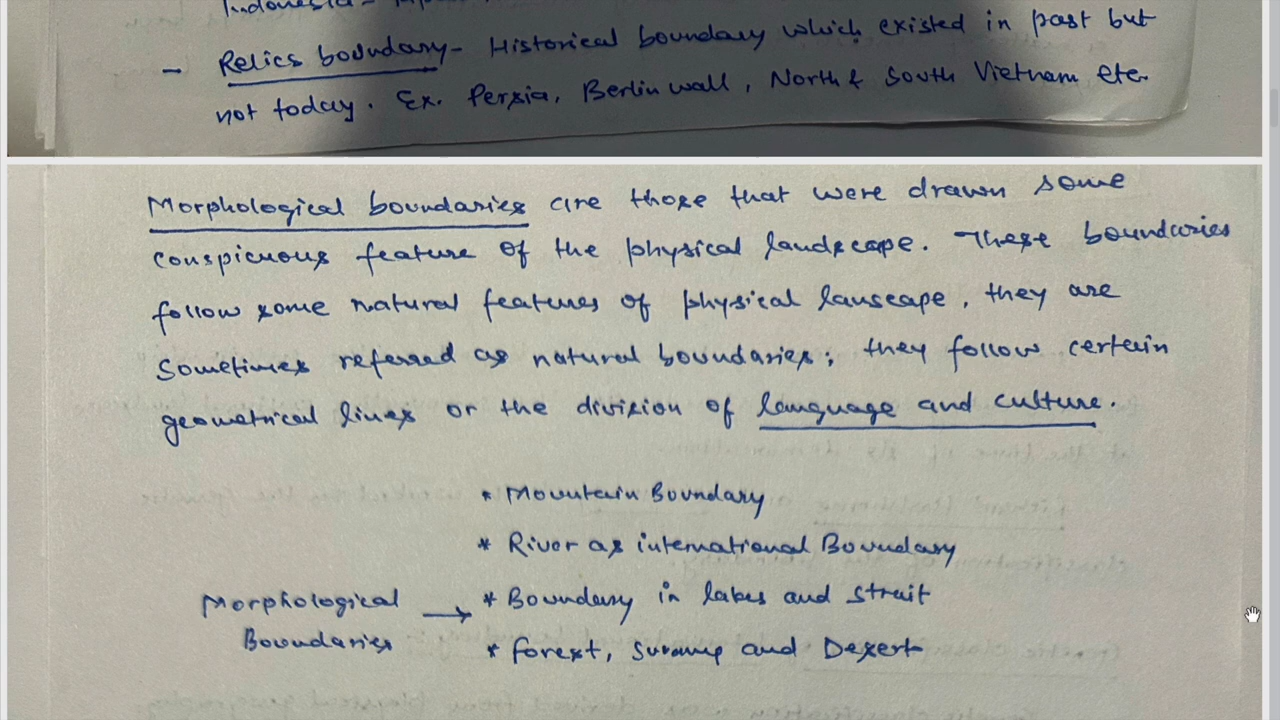 Indonesia -
- Relics boundary - Historical boundary which existed in past but
not today. Ex. Persia, Berlin wall, North & South Vietnam etc.
Morphological boundaries are those that were drawn some
conspicuous feature of the physical landscape. These boundaries
follow some natural features of physical lanscape, they are
sometimes referred as natural boundaries; they follow certain
geometrical lines or the division of language and culture.
* Mountain Boundary
* River as international Boundary
Morphological Boundaries → * Boundary in lakes and strait
* Forest, swamp and Desert